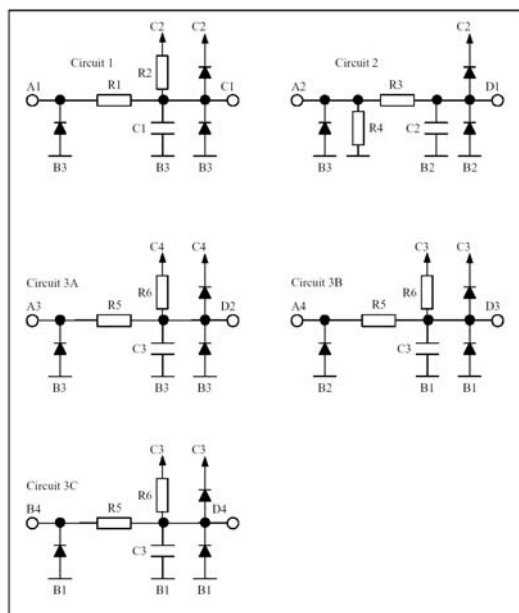 C2 C2
Circuit 1
R2
A1 R1 C1
C1
B3 B3 B3
C2
Circuit 2
A2 R3 D1
R4 C2
B3 B2 B2
C4 C4
Circuit 3A
R6
A3 R5 D2
C3
B3 B3 B3
C3 C3
Circuit 3B
R6
A4 R5 D3
C3
B2 B1 B1
C3 C3
Circuit 3C
R6
B4 R5 D4
C3
B1 B1 B1